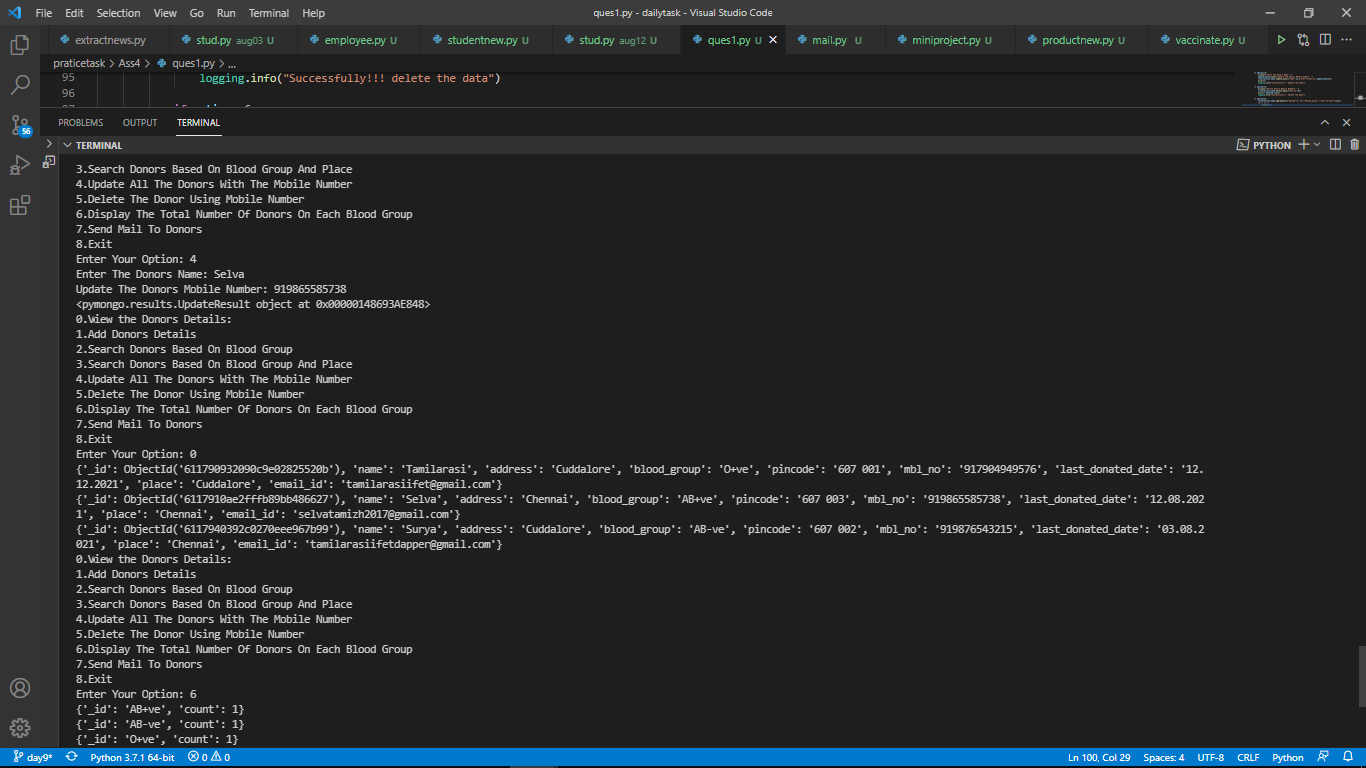 File Edit Selection View Go Run Terminal Help ques1.py - dailytask - Visual Studio Code
extractnews.py stud.py aug03 U employee.py U studentnew.py U stud.py aug12 U ques1.py U mail.py U miniproject.py U productnew.py U vaccinate.py U
praticetask > Ass4 > ques1.py > ...
95 logging.info("Successfully!!! delete the data")
96
PROBLEMS OUTPUT TERMINAL
TERMINAL PYTHON
3.Search Donors Based On Blood Group And Place
4.Update All The Donors With The Mobile Number
5.Delete The Donor Using Mobile Number
6.Display The Total Number Of Donors On Each Blood Group
7.Send Mail To Donors
8.Exit
Enter Your Option: 4
Enter The Donors Name: Selva
Update The Donors Mobile Number: 919865585738
<pymongo.results.UpdateResult object at 0x00000148693AE848>
0.View the Donors Details:
1.Add Donors Details
2.Search Donors Based On Blood Group
3.Search Donors Based On Blood Group And Place
4.Update All The Donors With The Mobile Number
5.Delete The Donor Using Mobile Number
6.Display The Total Number Of Donors On Each Blood Group
7.Send Mail To Donors
8.Exit
Enter Your Option: 0
{'_id': ObjectId('611790932090c9e02825520b'), 'name': 'Tamilarasi', 'address': 'Cuddalore', 'blood_group': 'O+ve', 'pincode': '607 001', 'mbl_no': '917904949576', 'last_donated_date': '12.
12.2021', 'place': 'Cuddalore', 'email_id': 'tamilarasiifet@gmail.com'}
{'_id': ObjectId('6117910ae2fffb89bb486627'), 'name': 'Selva', 'address': 'Chennai', 'blood_group': 'AB+ve', 'pincode': '607 003', 'mbl_no': '919865585738', 'last_donated_date': '12.08.202
1', 'place': 'Chennai', 'email_id': 'selvatamizh2017@gmail.com'}
{'_id': ObjectId('6117940392c0270eee967b99'), 'name': 'Surya', 'address': 'Cuddalore', 'blood_group': 'AB-ve', 'pincode': '607 002', 'mbl_no': '919876543215', 'last_donated_date': '03.08.2
021', 'place': 'Chennai', 'email_id': 'tamilarasiifetdapper@gmail.com'}
0.View the Donors Details:
1.Add Donors Details
2.Search Donors Based On Blood Group
3.Search Donors Based On Blood Group And Place
4.Update All The Donors With The Mobile Number
5.Delete The Donor Using Mobile Number
6.Display The Total Number Of Donors On Each Blood Group
7.Send Mail To Donors
8.Exit
Enter Your Option: 6
{'_id': 'AB+ve', 'count': 1}
{'_id': 'AB-ve', 'count': 1}
{'_id': 'O+ve', 'count': 1}
56
day9* Python 3.7.1 64-bit 0 0 Ln 100, Col 29 Spaces: 4 UTF-8 CRLF Python